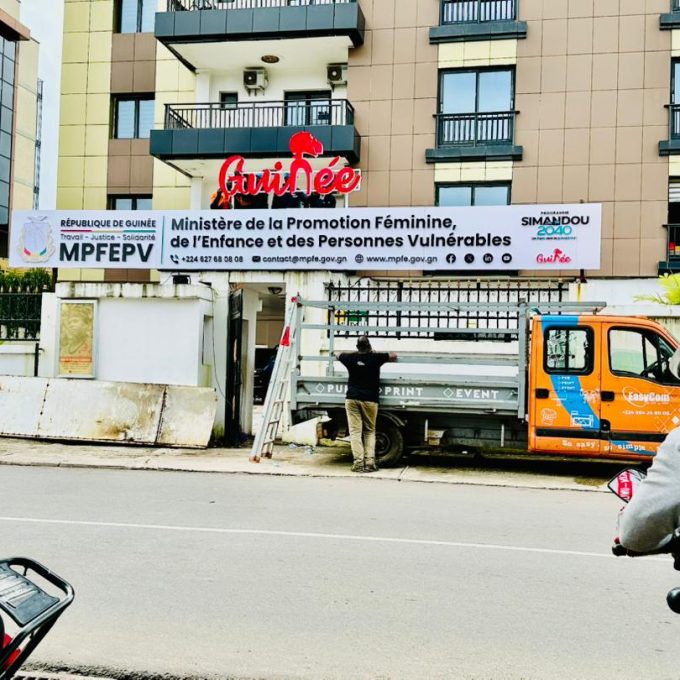 Guinée
RÉPUBLIQUE DE GUINÉE
Travail - Justice - Solidarité
MPFEPV
Ministère de la Promotion Féminine,
de l'Enfance et des Personnes Vulnérables
+224 627 68 08 08 contact@mpfe.gov.gn www.mpfe.gov.gn
PROGRAMME
SIMANDOU
2040
Guinée
PUB PRINT EVENT
EasyCom